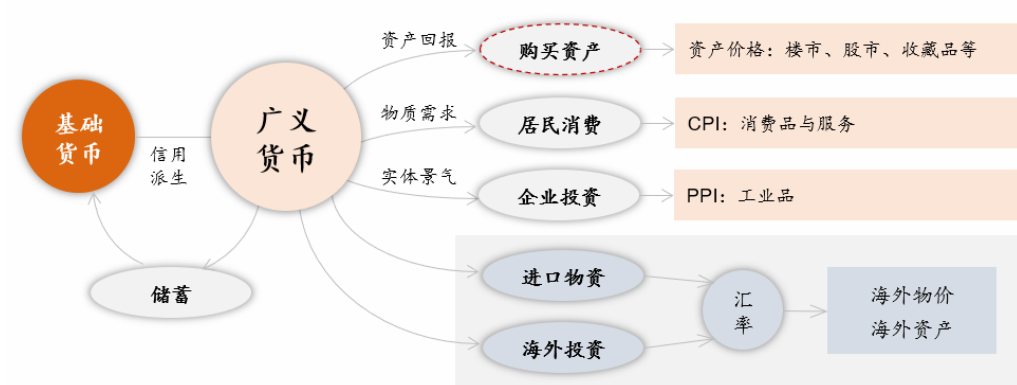 基础
货币
信用
派生
广义
货币
储蓄
资产回报
购买资产
资产价格：楼市、股市、收藏品等
物质需求
居民消费
CPI：消费品与服务
实体景气
企业投资
PPI：工业品
进口物资
海外投资
汇
率
海外物价
海外资产